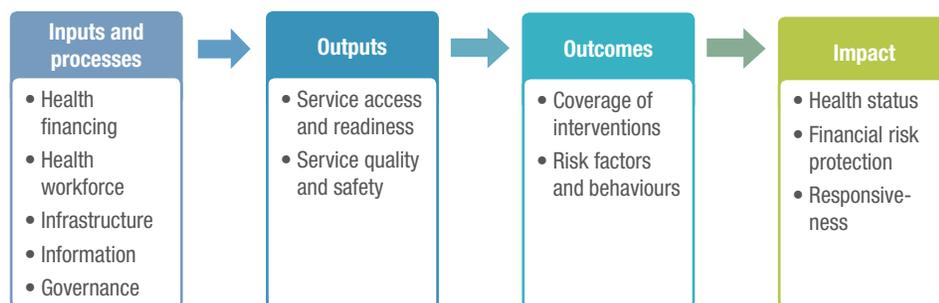 Inputs and
processes
• Health
financing
• Health
workforce
• Infrastructure
• Information
• Governance
Outputs
• Service access
and readiness
• Service quality
and safety
Outcomes
• Coverage of
interventions
• Risk factors
and behaviours
Impact
• Health status
• Financial risk
protection
• Responsive-
ness